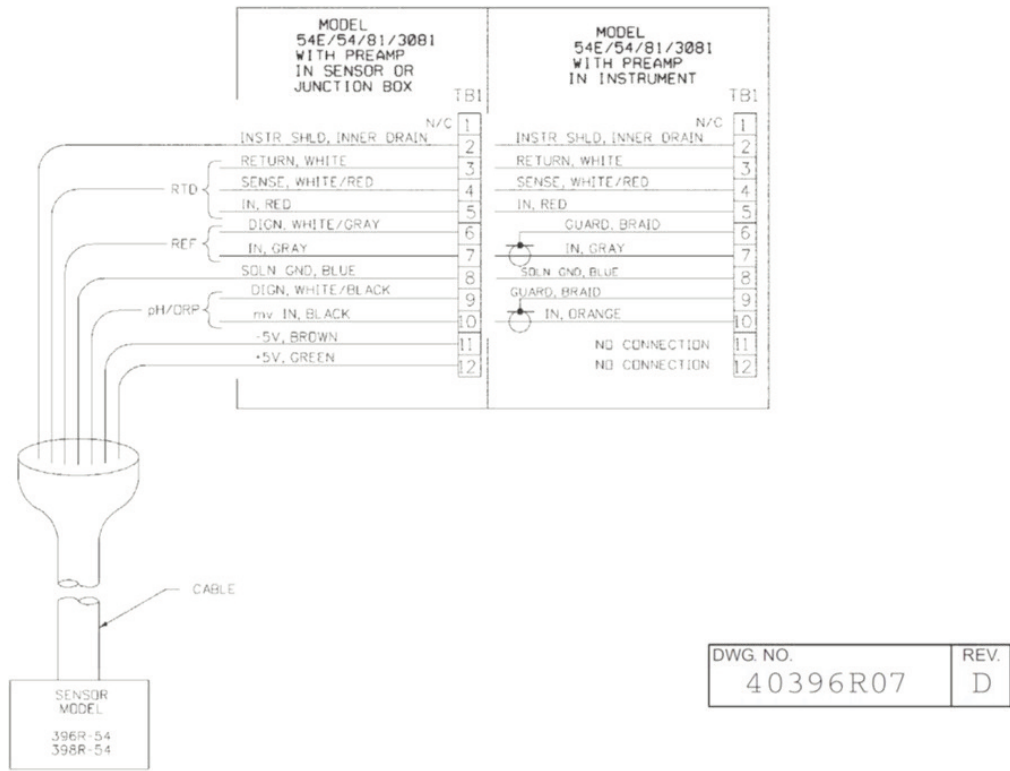 MODEL
54E/54/81/3081
WITH PREAMP
IN SENSOR OR
JUNCTION BOX
TB1
N/C 1
INSTR SHLD, INNER DRAIN 2
RTD
RETURN, WHITE 3
SENSE, WHITE/RED 4
IN, RED 5
REF
DIGN, WHITE/GRAY 6
IN, GRAY 7
SOLN GND, BLUE 8
pH/ORP
DIGN, WHITE/BLACK 9
mv IN, BLACK 10
-5V, BROWN 11
+5V, GREEN 12
MODEL
54E/54/81/3081
WITH PREAMP
IN INSTRUMENT
TB1
N/C 1
INSTR SHLD, INNER DRAIN 2
RETURN, WHITE 3
SENSE, WHITE/RED 4
IN, RED 5
GUARD, BRAID 6
IN, GRAY 7
SOLN GND, BLUE 8
GUARD, BRAID 9
IN, ORANGE 10
NO CONNECTION 11
NO CONNECTION 12
CABLE
SENSOR
MODEL
396R-54
398R-54
DWG. NO.
40396R07
REV.
D